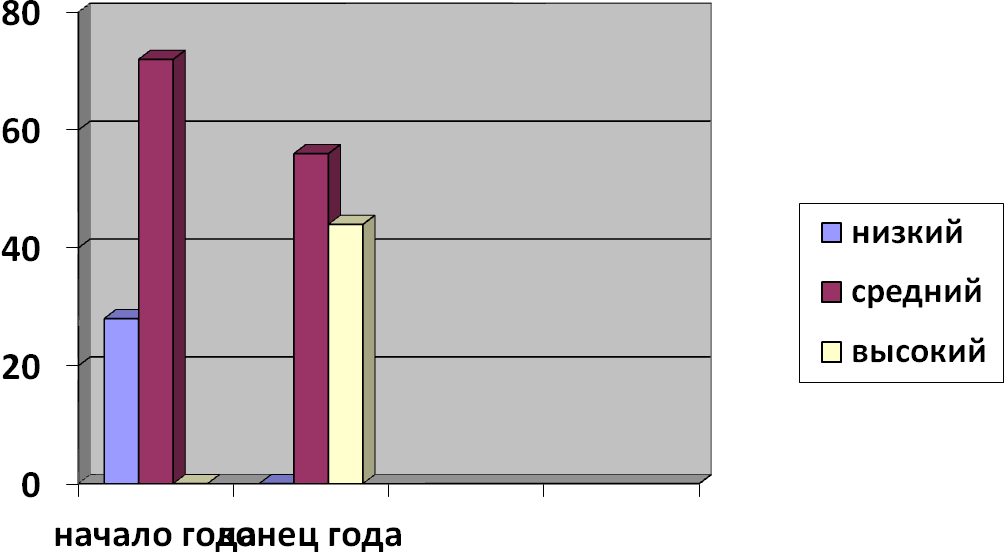 80
60
40
20
0
начало года
конец года
низкий
средний
высокий